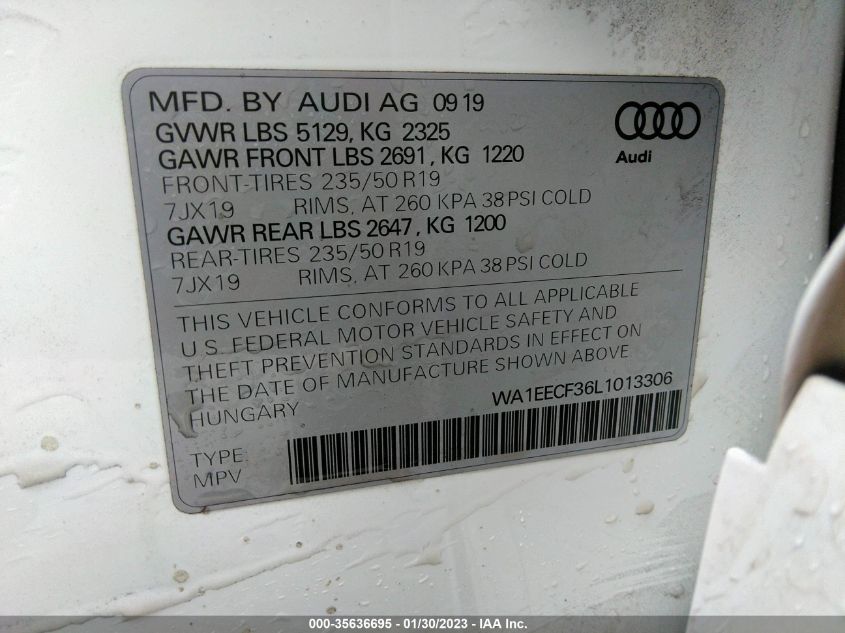 MFD. BY AUDI AG 09 19
GVWR LBS 5129, KG 2325
GAWR FRONT LBS 2691, KG 1220
FRONT-TIRES 235/50 R19
7JX19 RIMS, AT 260 KPA 38 PSI COLD
GAWR REAR LBS 2647, KG 1200
REAR-TIRES 235/50 R19
7JX19 RIMS, AT 260 KPA 38 PSI COLD
Audi
THIS VEHICLE CONFORMS TO ALL APPLICABLE
U.S. FEDERAL MOTOR VEHICLE SAFETY AND
THEFT PREVENTION STANDARDS IN EFFECT ON
THE DATE OF MANUFACTURE SHOWN ABOVE
HUNGARY
WA1EECF36L1013306
TYPE:
MPV
000-35636695 - 01/30/2023 - IAA Inc.